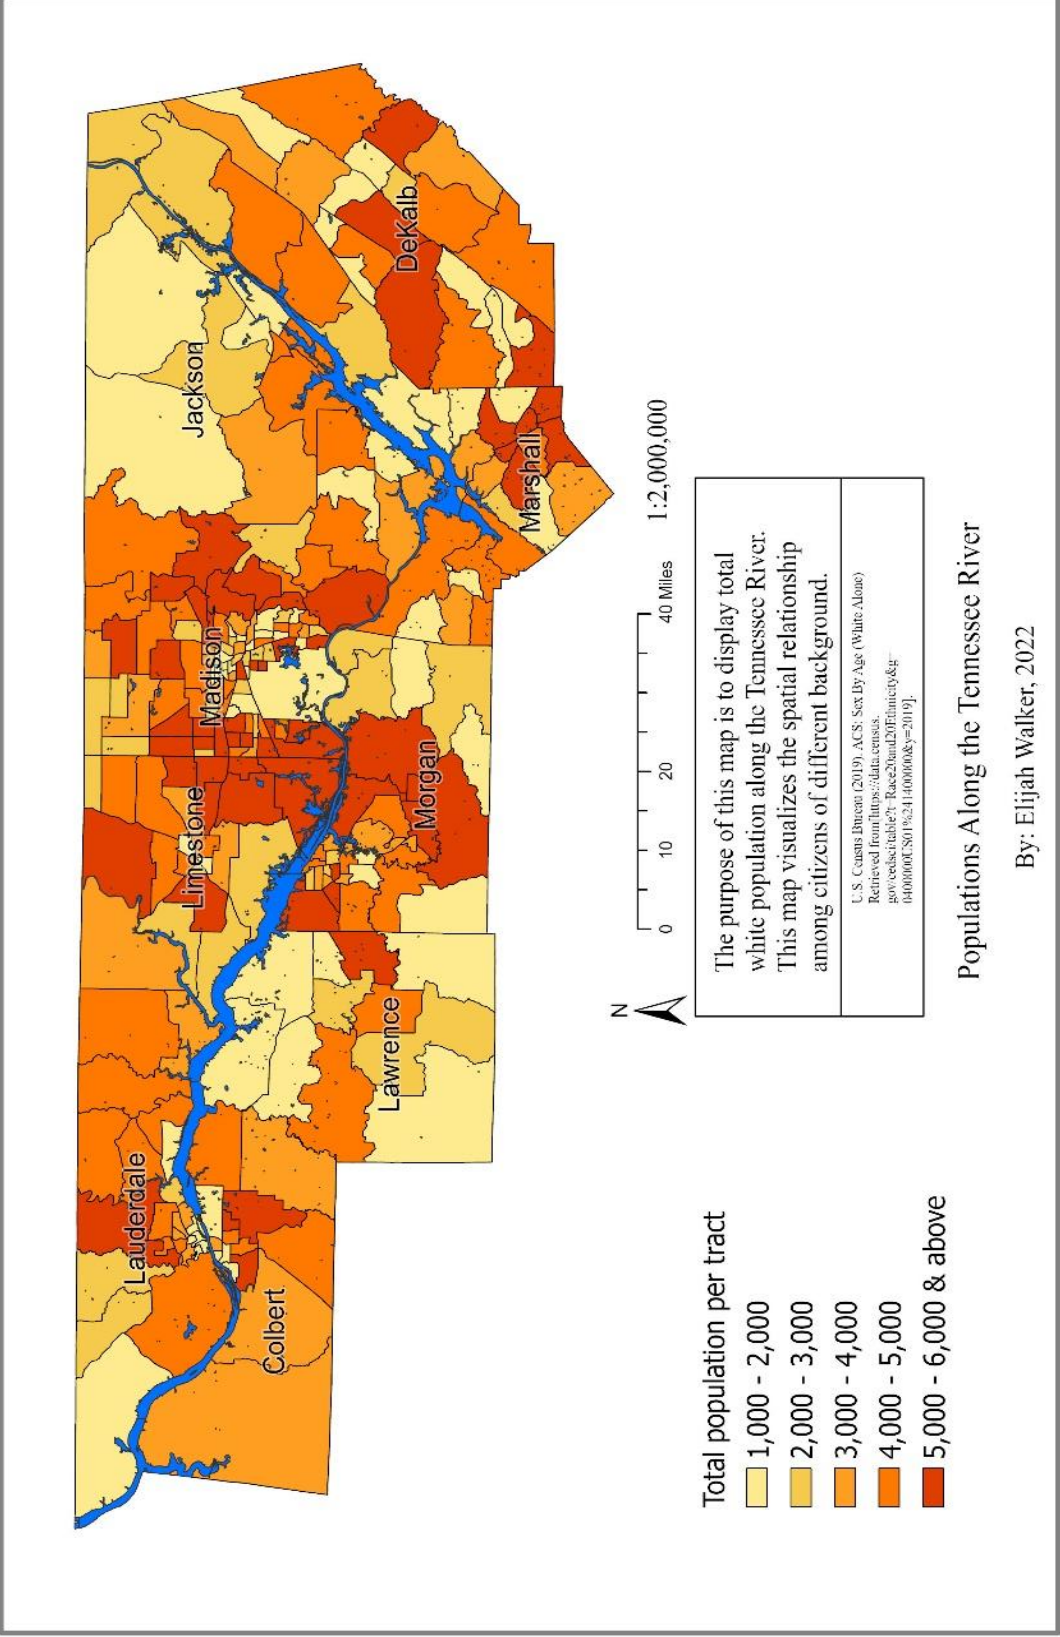 Lauderdale
Limestone
Madison
Jackson
DeKalb
Colbert
Lawrence
Morgan
Marshall
Total population per tract
1,000 - 2,000
2,000 - 3,000
3,000 - 4,000
4,000 - 5,000
5,000 - 6,000 & above
N
0 10 20 40 Miles
1:2,000,000
The purpose of this map is to display total
white population along the Tennessee River.
This map visualizes the spatial relationship
among citizens of different background.
U.S. Census Bureau (2019). ACS: Sex By Age (White Alone)
Retrieved from https://data.census.
Populations Along the Tennessee River
By: Elijah Walker, 2022